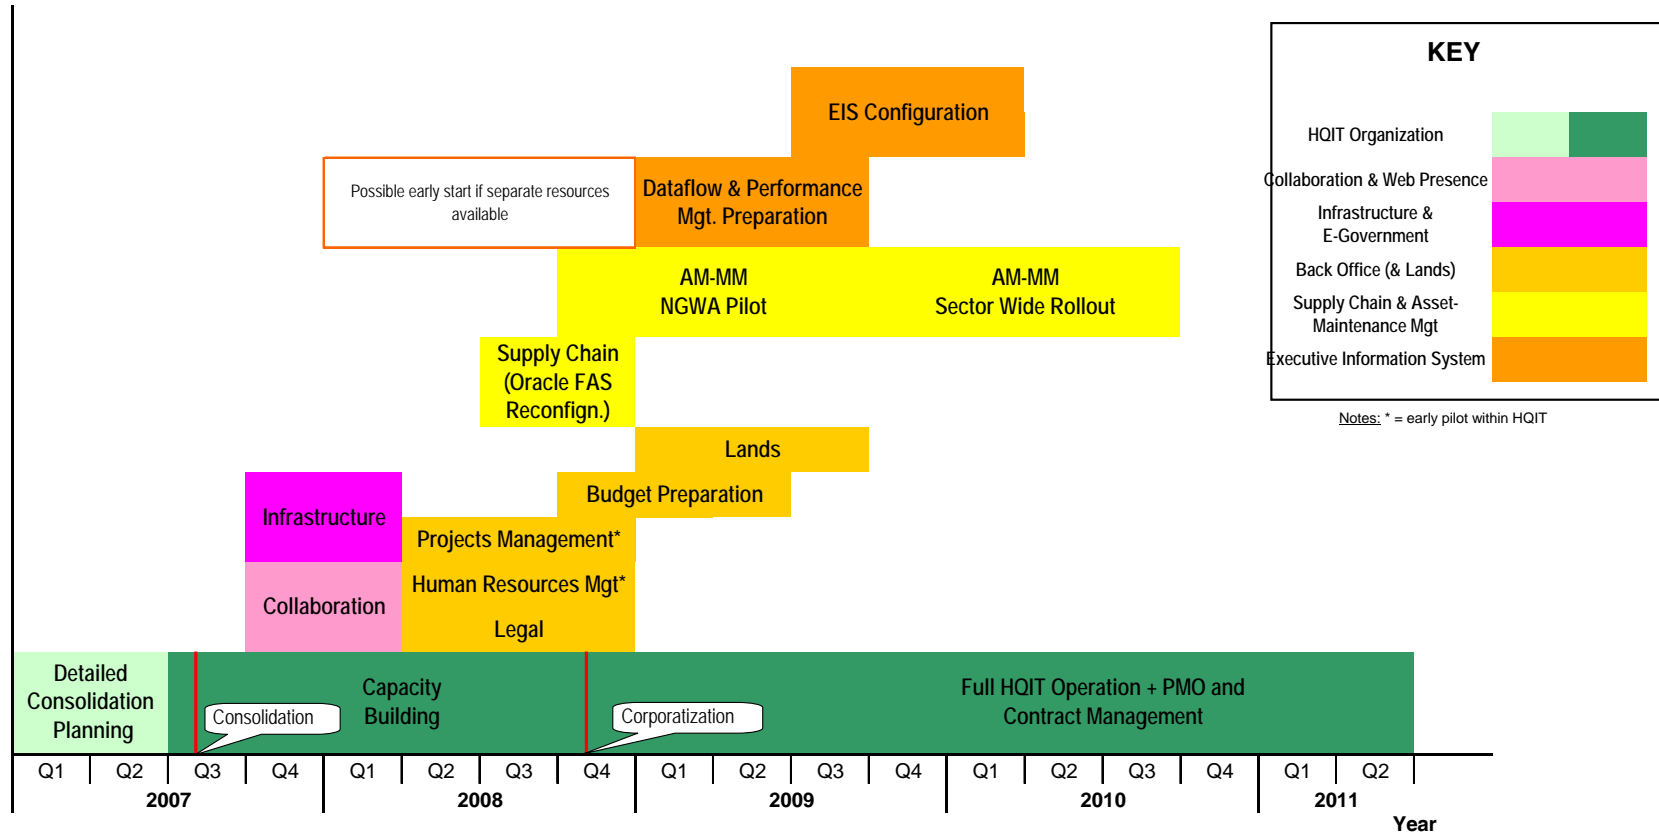 KEY
EIS Configuration
HQIT Organization
Possible early start if separate resources
available
Dataflow & Performance
Mgt. Preparation
Collaboration & Web Presence
Infrastructure &
E-Government
Back Office (& Lands)
Supply Chain & Asset-
Maintenance Mgt
Executive Information System
Notes: * = early pilot within HQIT
AM-MM
NGWA Pilot
AM-MM
Sector Wide Rollout
Supply Chain
(Oracle FAS
Reconfign.)
Lands
Budget Preparation
Infrastructure
Projects Management*
Human Resources Mgt*
Collaboration
Legal
Detailed
Consolidation
Planning
Consolidation
Capacity
Building
Corporatization
Full HQIT Operation + PMO and
Contract Management
Q1 Q2 Q3 Q4 Q1 Q2 Q3 Q4 Q1 Q2 Q3 Q4 Q1 Q2 Q3 Q4 Q1 Q2
2007 2008 2009 2010 2011
Year